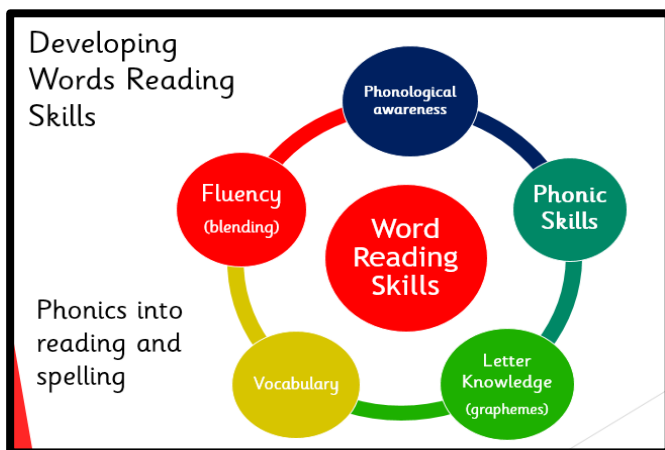 Developing
Words Reading
Skills
Phonological
awareness
Fluency
(blending)
Phonic
Skills
Word
Reading
Skills
Phonics into
reading and
spelling
Vocabulary
Letter
Knowledge
(graphemes)